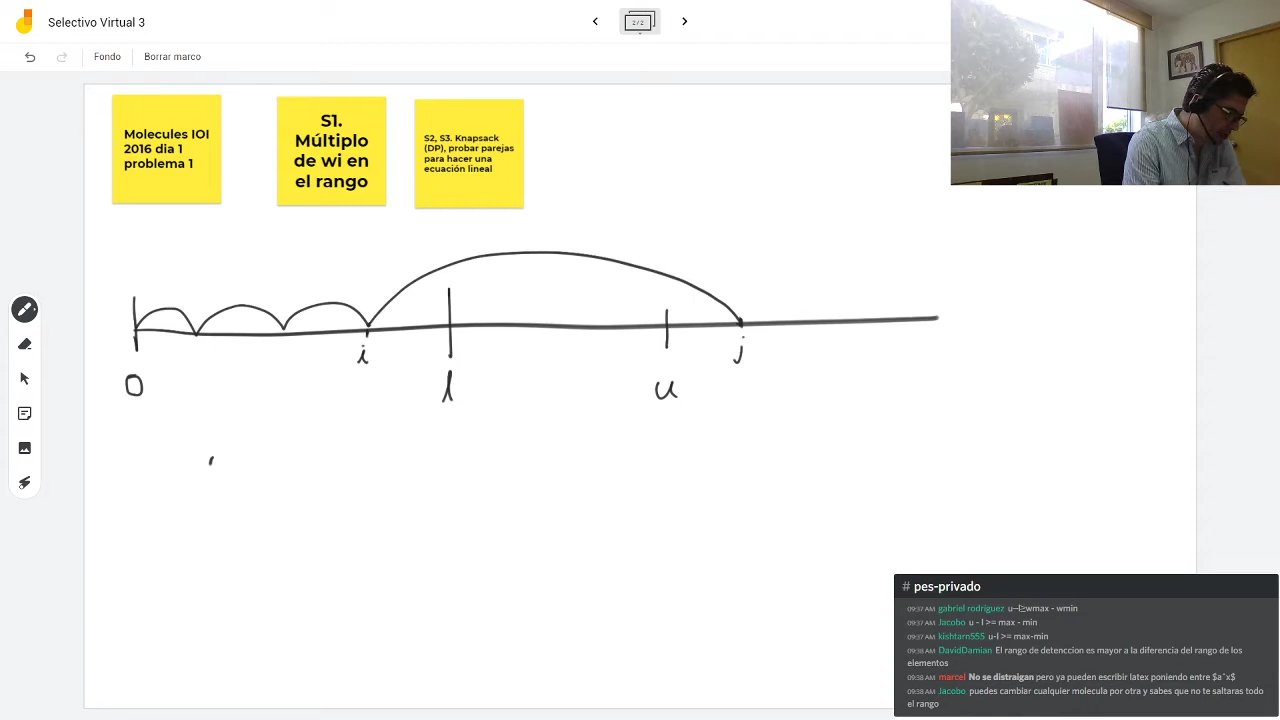 Selectivo Virtual 3
2/2
Fondo
Borrar marco
Molecules IOI
2016 dia 1
problema 1
S1.
Múltiplo
de wi en
el rango
S2, S3. Knapsack
(DP), probar parejas
para hacer una
ecuación lineal
i
j
0
l
u
# pes-privado
09:37 AM gabriel rodríguez u−l≥wmax - wmin
09:37 AM Jacobo u - l >= max - min
09:37 AM kishtarn555 u-l >= max-min
09:38 AM DavidDamian El rango de detenccion es mayor a la diferencia del rango de los
elementos
09:38 AM marcel No se distraigan pero ya pueden escribir latex poniendo entre $a^x$
09:38 AM Jacobo puedes cambiar cualquier molecula por otra y sabes que no te saltaras todo
el rango